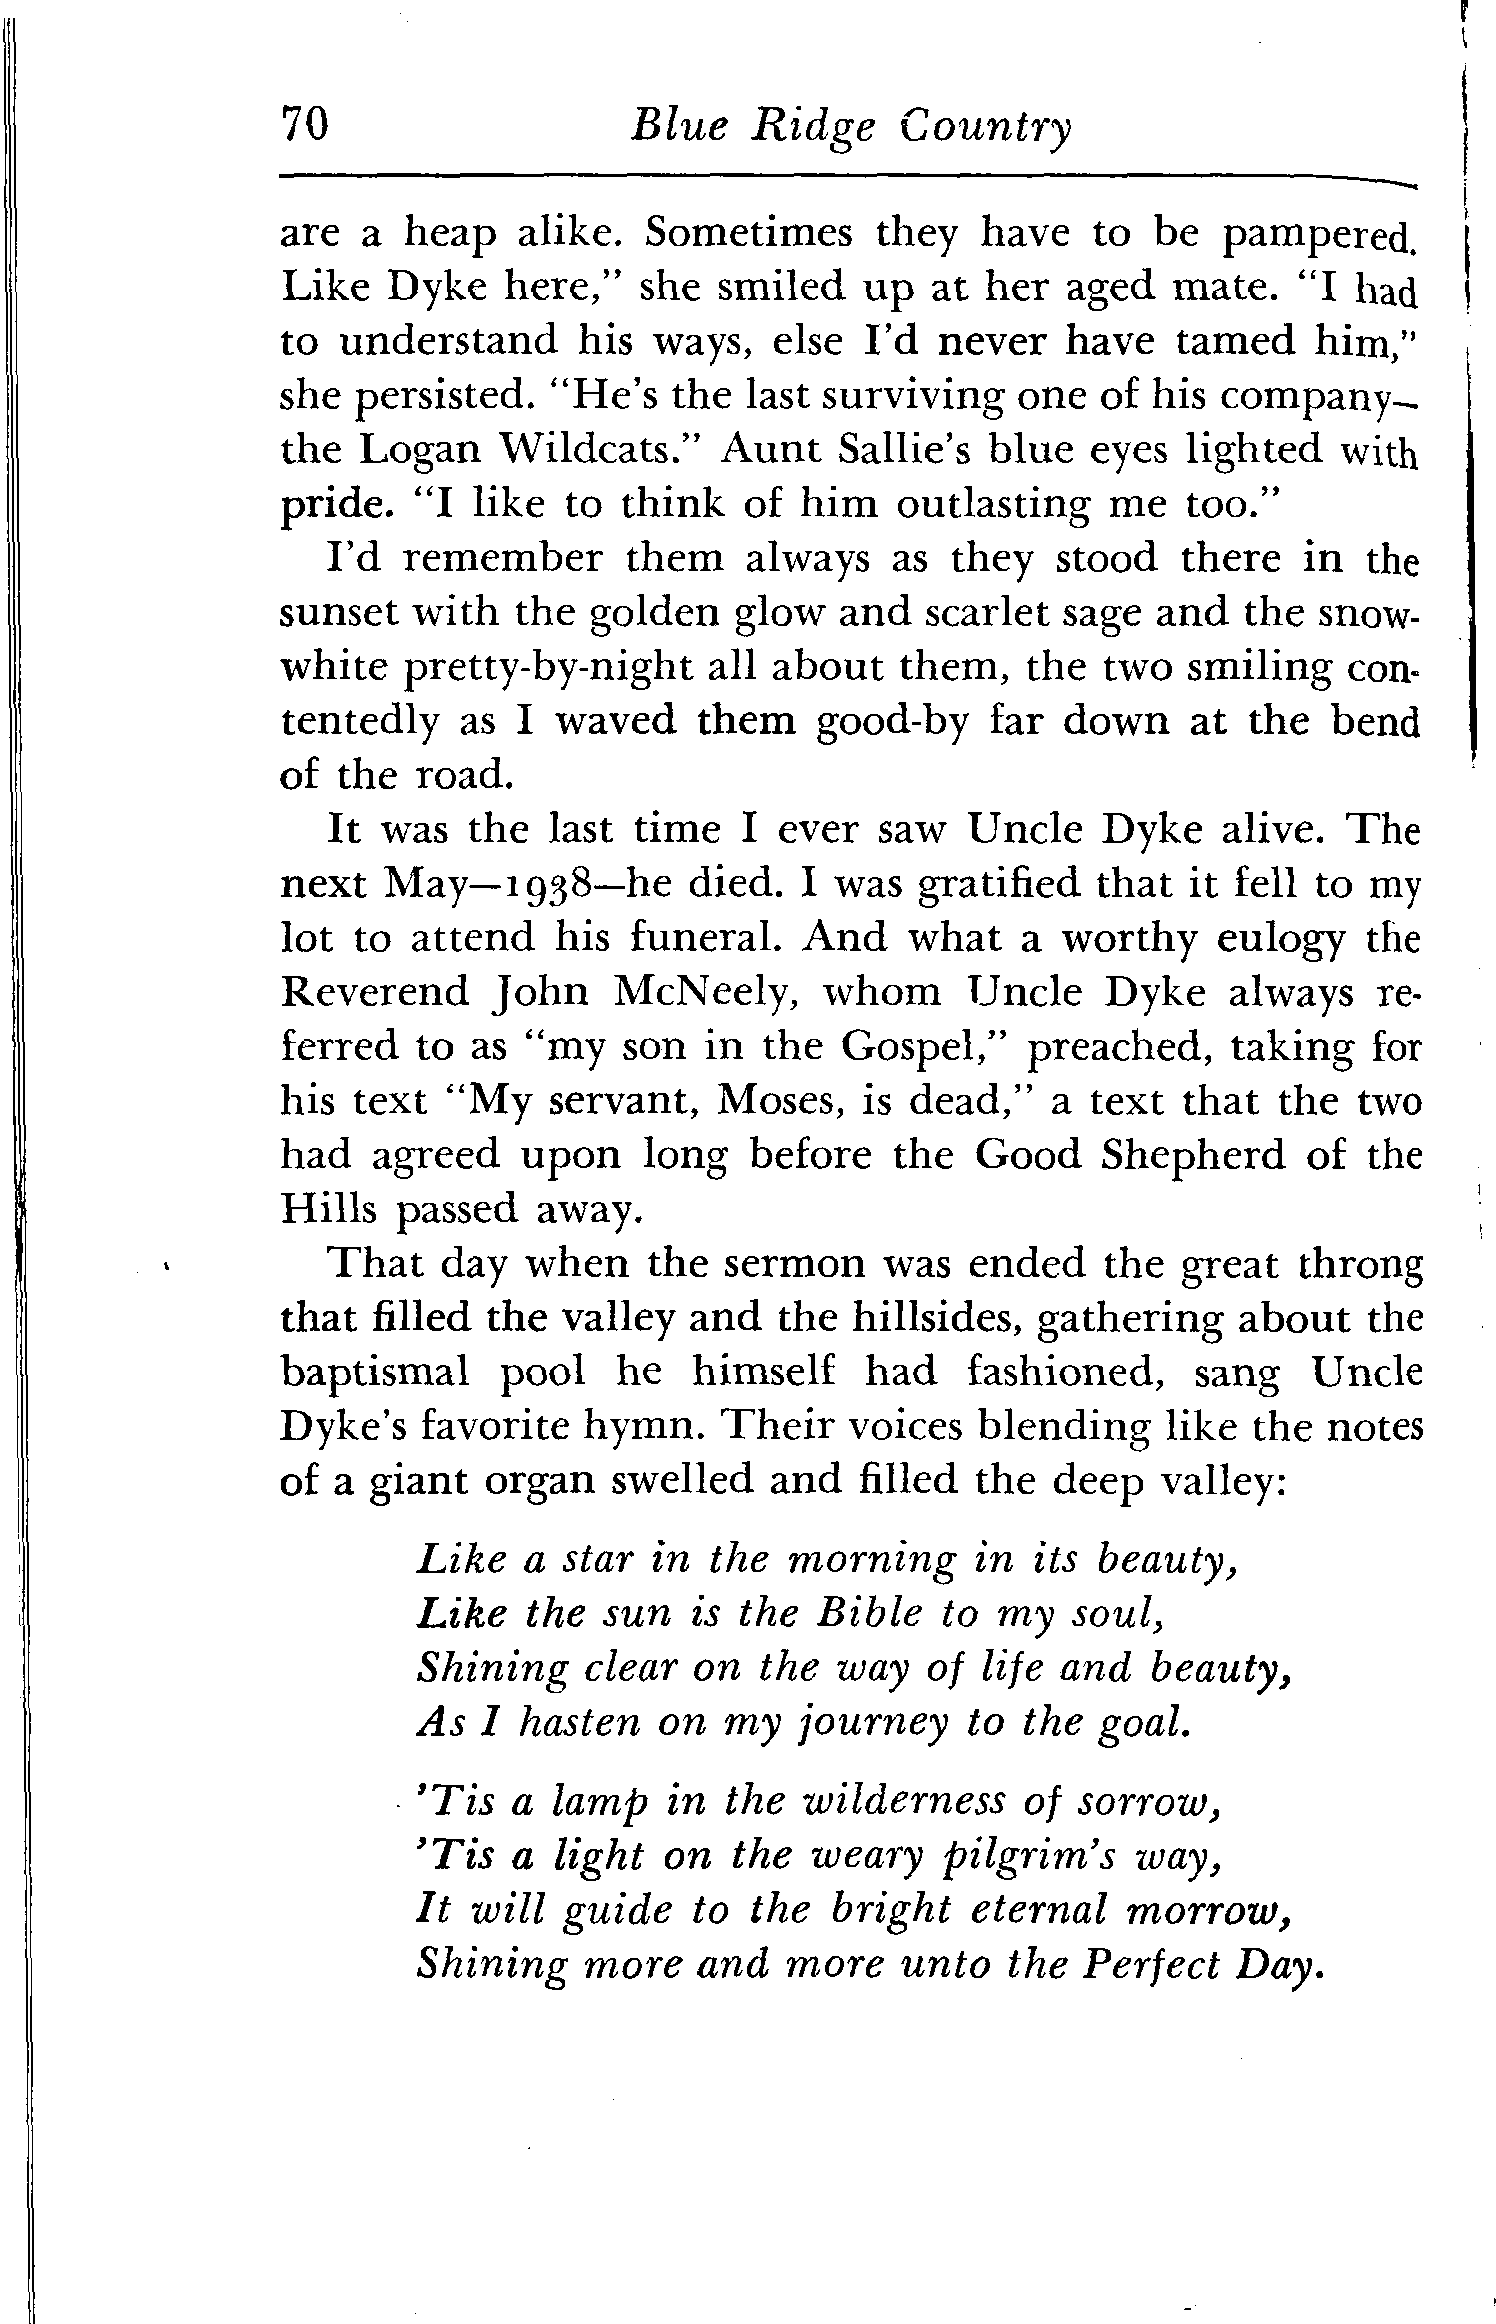 70 Blue Ridge Country
are a heap alike. Sometimes they have to be pampered.
Like Dyke here,” she smiled up at her aged mate. “I had
to understand his ways, else I’d never have tamed him,”
she persisted. “He’s the last surviving one of his company—
the Logan Wildcats.” Aunt Sallie’s blue eyes lighted with
pride. “I like to think of him outlasting me too.”
I’d remember them always as they stood there in the
sunset with the golden glow and scarlet sage and the snow-
white pretty-by-night all about them, the two smiling con-
tentedly as I waved them good-by far down at the bend
of the road.
It was the last time I ever saw Uncle Dyke alive. The
next May—1938—he died. I was gratified that it fell to my
lot to attend his funeral. And what a worthy eulogy the
Reverend John McNeely, whom Uncle Dyke always re-
ferred to as “my son in the Gospel,” preached, taking for
his text “My servant, Moses, is dead,” a text that the two
had agreed upon long before the Good Shepherd of the
Hills passed away.
That day when the sermon was ended the great throng
that filled the valley and the hillsides, gathering about the
baptismal pool he himself had fashioned, sang Uncle
Dyke’s favorite hymn. Their voices blending like the notes
of a giant organ swelled and filled the deep valley:
Like a star in the morning in its beauty,
Like the sun is the Bible to my soul,
Shining clear on the way of life and beauty,
As I hasten on my journey to the goal.
’Tis a lamp in the wilderness of sorrow,
’Tis a light on the weary pilgrim’s way,
It will guide to the bright eternal morrow,
Shining more and more unto the Perfect Day.